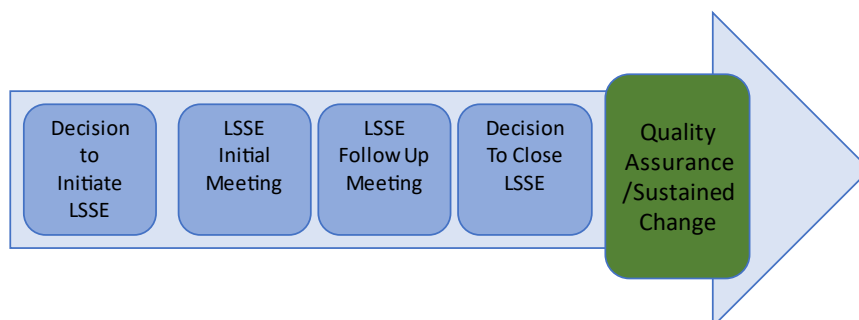 Decision
to
Initiate
LSSE
LSSE
Initial
Meeting
LSSE
Follow Up
Meeting
Decision
To Close
LSSE
Quality
Assurance
/Sustained
Change